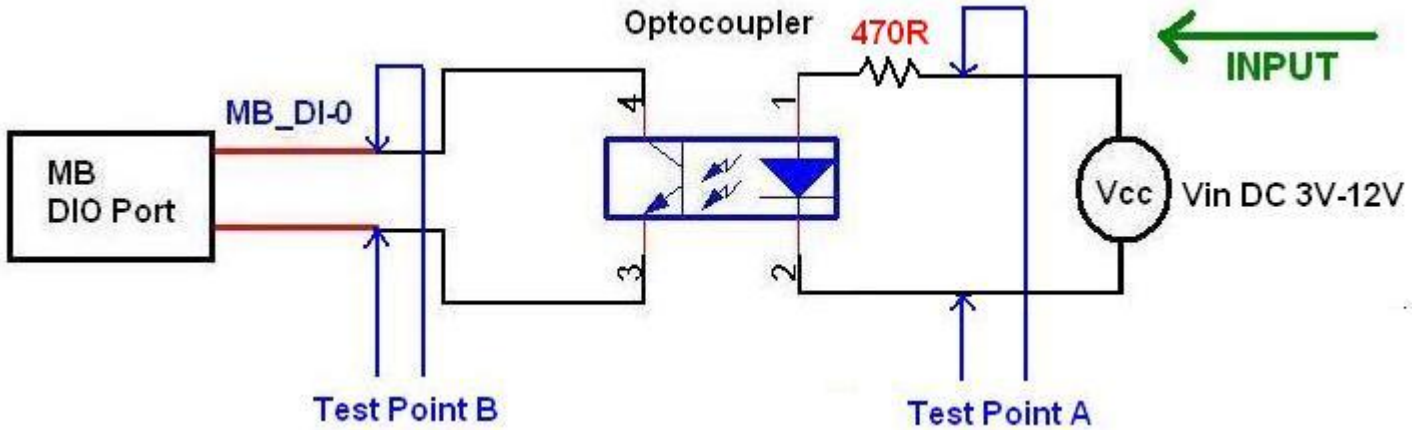 Optocoupler
470R
INPUT
MB_DI-0
4
1
MB
DIO Port
Vcc
Vin DC 3V-12V
3
2
Test Point B
Test Point A